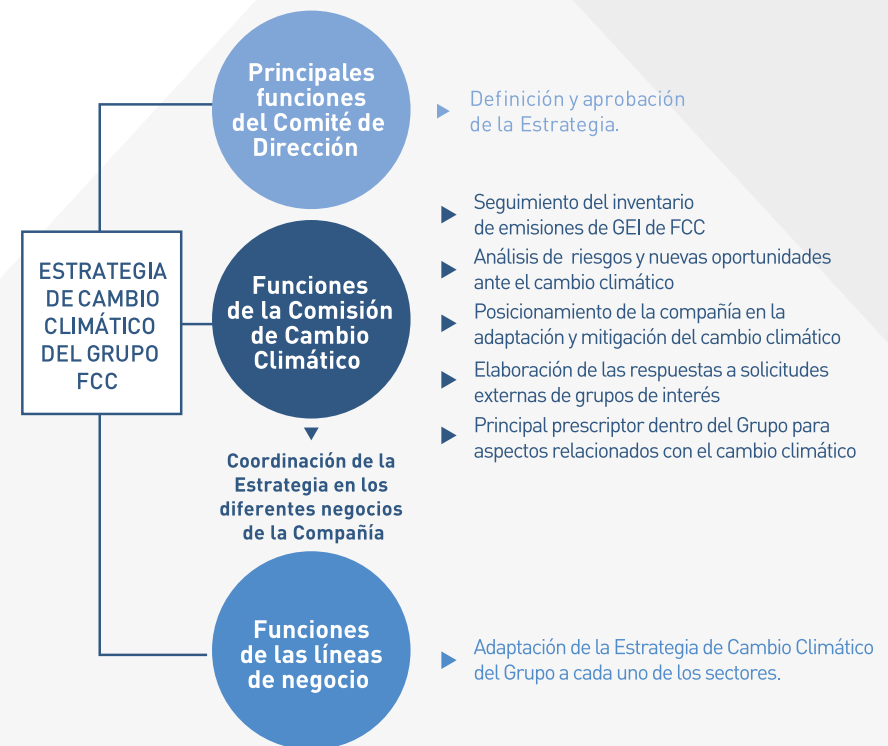 ESTRATEGIA
DE CAMBIO
CLIMÁTICO
DEL GRUPO
FCC
Principales
funciones
del Comité de
Dirección
Definición y aprobación
de la Estrategia.
Funciones
de la Comisión
de Cambio
Climático
Seguimiento del inventario
de emisiones de GEI de FCC
Análisis de riesgos y nuevas oportunidades
ante el cambio climático
Posicionamiento de la compañía en la
adaptación y mitigación del cambio climático
Elaboración de las respuestas a solicitudes
externas de grupos de interés
Principal prescriptor dentro del Grupo para
aspectos relacionados con el cambio climático
Coordinación de la
Estrategia en los
diferentes negocios
de la Compañía
Funciones
de las líneas
de negocio
Adaptación de la Estrategia de Cambio Climático
del Grupo a cada uno de los sectores.